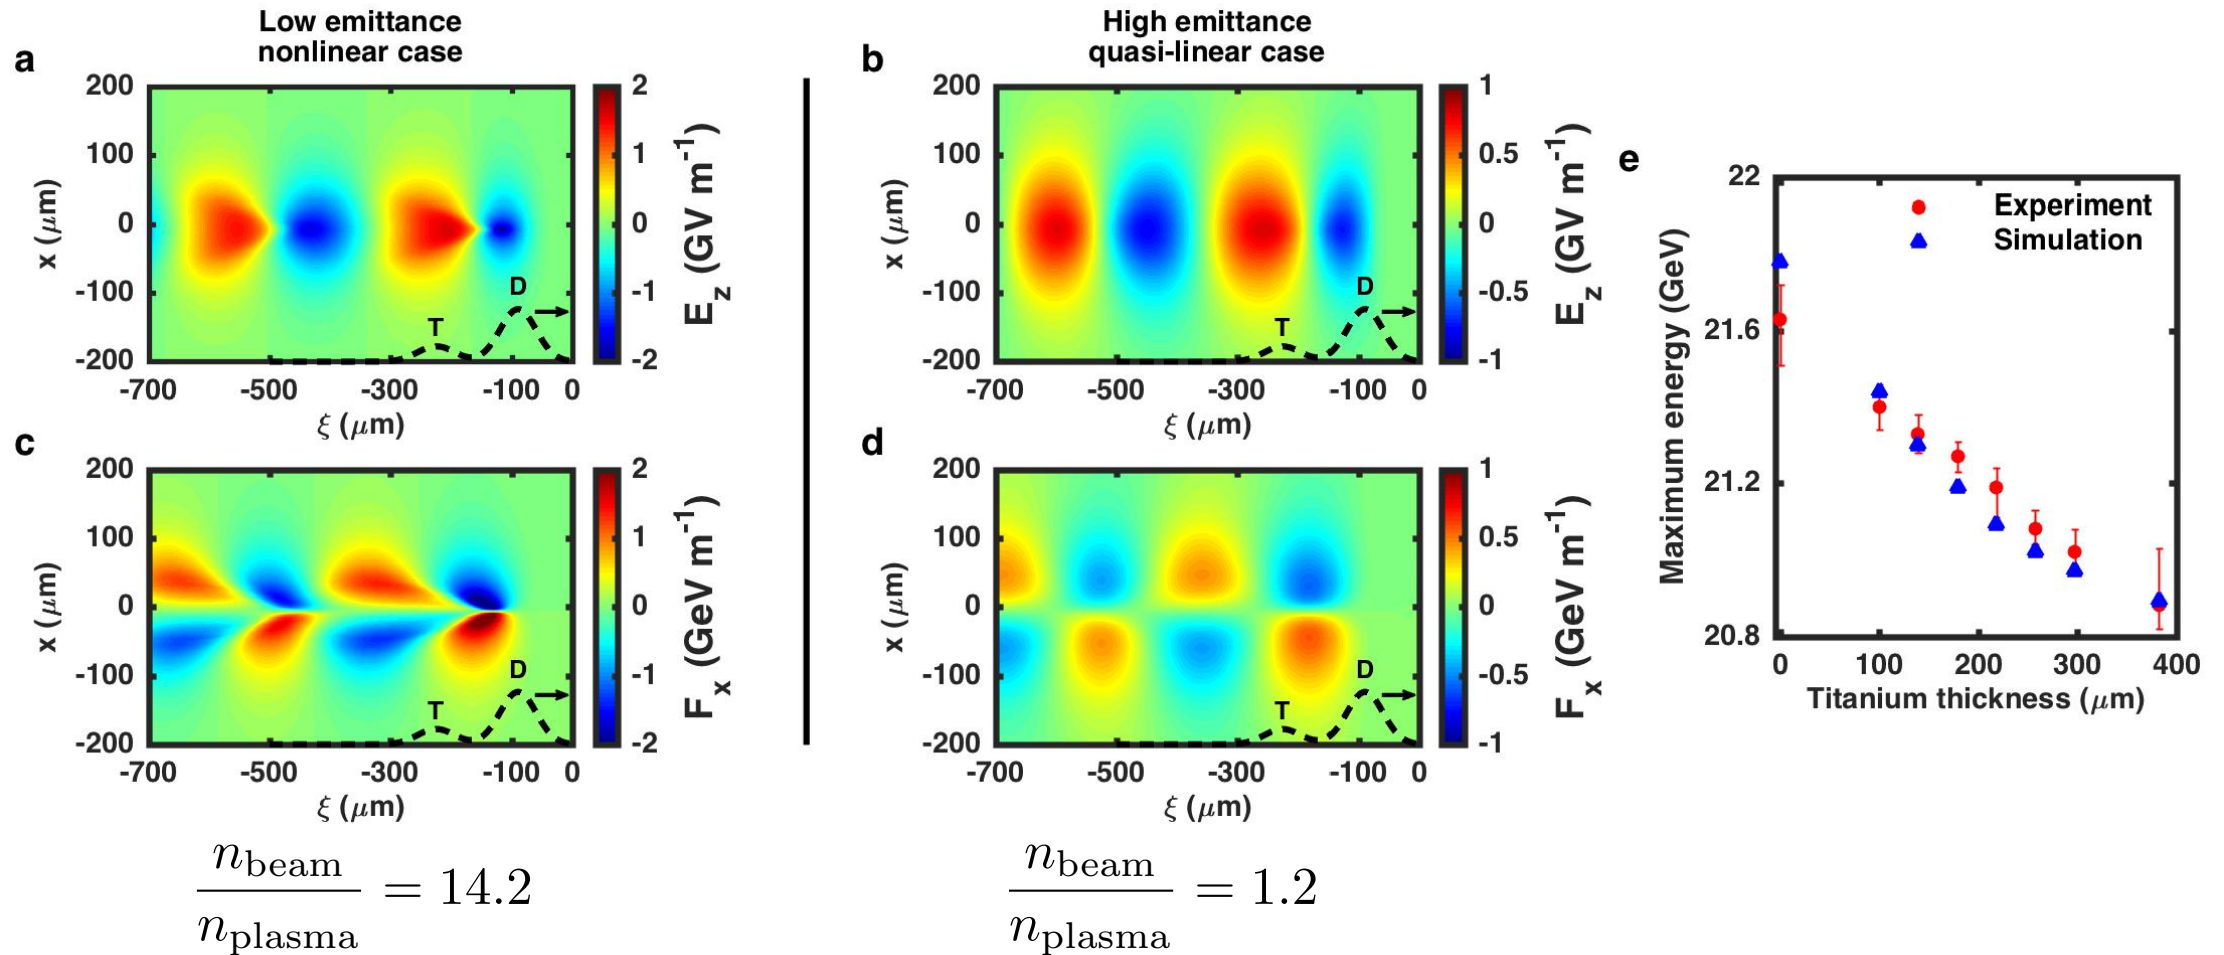 Low emittance
nonlinear case
High emittance
quasi-linear case
a
200
100
0
-100
-200
x (μm)
-700 -500 -300 -100 0
ξ (μm)
T
D
2
1
0
-1
-2
E_z (GV m⁻¹)
b
200
100
0
-100
-200
x (μm)
-700 -500 -300 -100 0
ξ (μm)
T
D
1
0.5
0
-0.5
-1
E_z (GV m⁻¹)
c
200
100
0
-100
-200
x (μm)
-700 -500 -300 -100 0
ξ (μm)
T
D
2
1
0
-1
-2
F_x (GeV m⁻¹)
d
200
100
0
-100
-200
x (μm)
-700 -500 -300 -100 0
ξ (μm)
T
D
1
0.5
0
-0.5
-1
F_x (GeV m⁻¹)
e
22
21.6
21.2
20.8
Maximum energy (GeV)
Experiment
Simulation
0 100 200 300 400
Titanium thickness (μm)
n_beam
n_plasma
= 14.2
n_beam
n_plasma
= 1.2